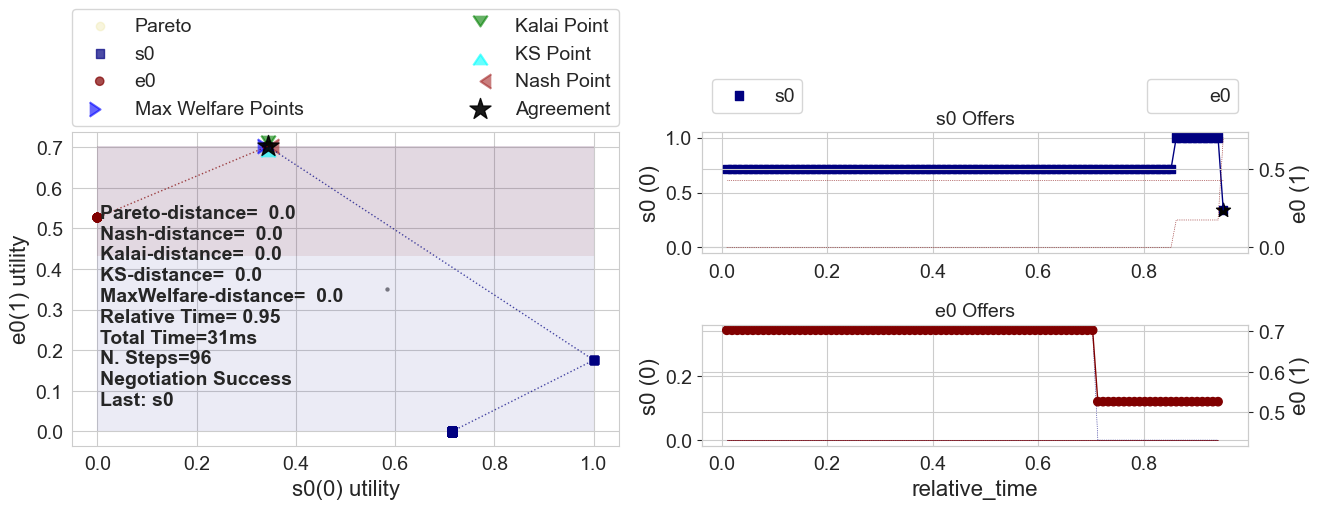 Pareto
s0
e0
Max Welfare Points
Kalai Point
KS Point
Nash Point
Agreement
0.7
0.6
0.5
0.4
0.3
0.2
0.1
0.0
e0(1) utility
Pareto-distance= 0.0
Nash-distance= 0.0
Kalai-distance= 0.0
KS-distance= 0.0
MaxWelfare-distance= 0.0
Relative Time= 0.95
Total Time=31ms
N. Steps=96
Negotiation Success
Last: s0
0.0 0.2 0.4 0.6 0.8 1.0
s0(0) utility
s0
e0
s0 Offers
1.0
0.5
0.0
s0 (0)
0.5
0.0
e0 (1)
0.0 0.2 0.4 0.6 0.8
e0 Offers
0.2
0.0
s0 (0)
0.7
0.6
0.5
e0 (1)
0.0 0.2 0.4 0.6 0.8
relative_time